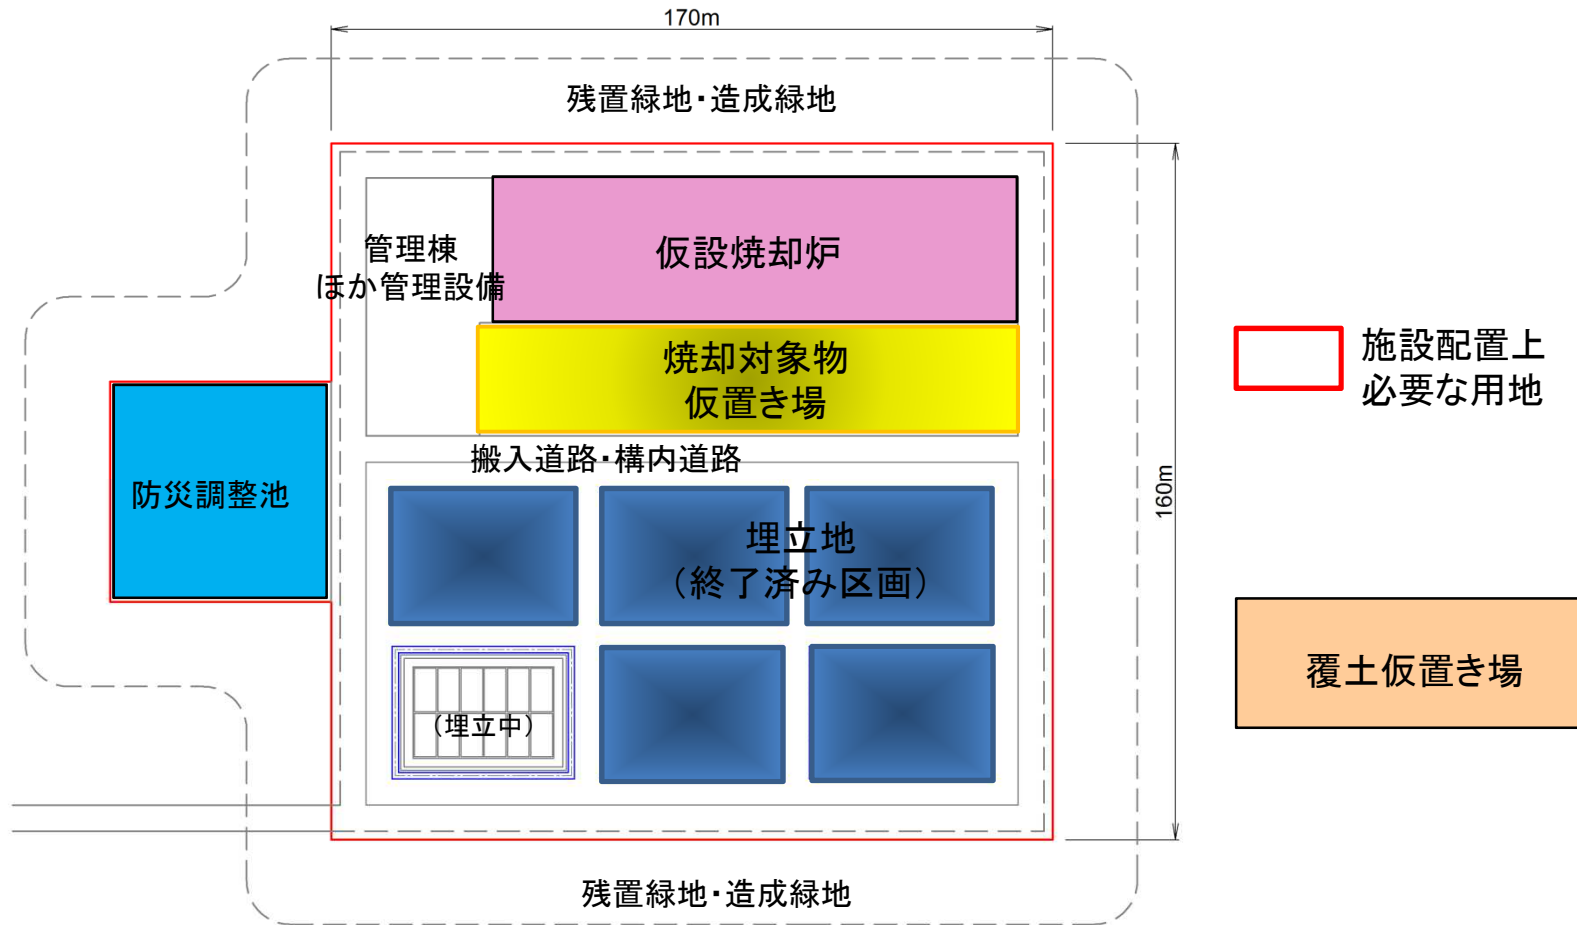 170m
残置緑地・造成緑地
管理棟
ほか管理設備
仮設焼却炉
焼却対象物
仮置き場
施設配置上
必要な用地
搬入道路・構内道路
防災調整池
160m
埋立地
（終了済み区画）
（埋立中）
覆土仮置き場
残置緑地・造成緑地